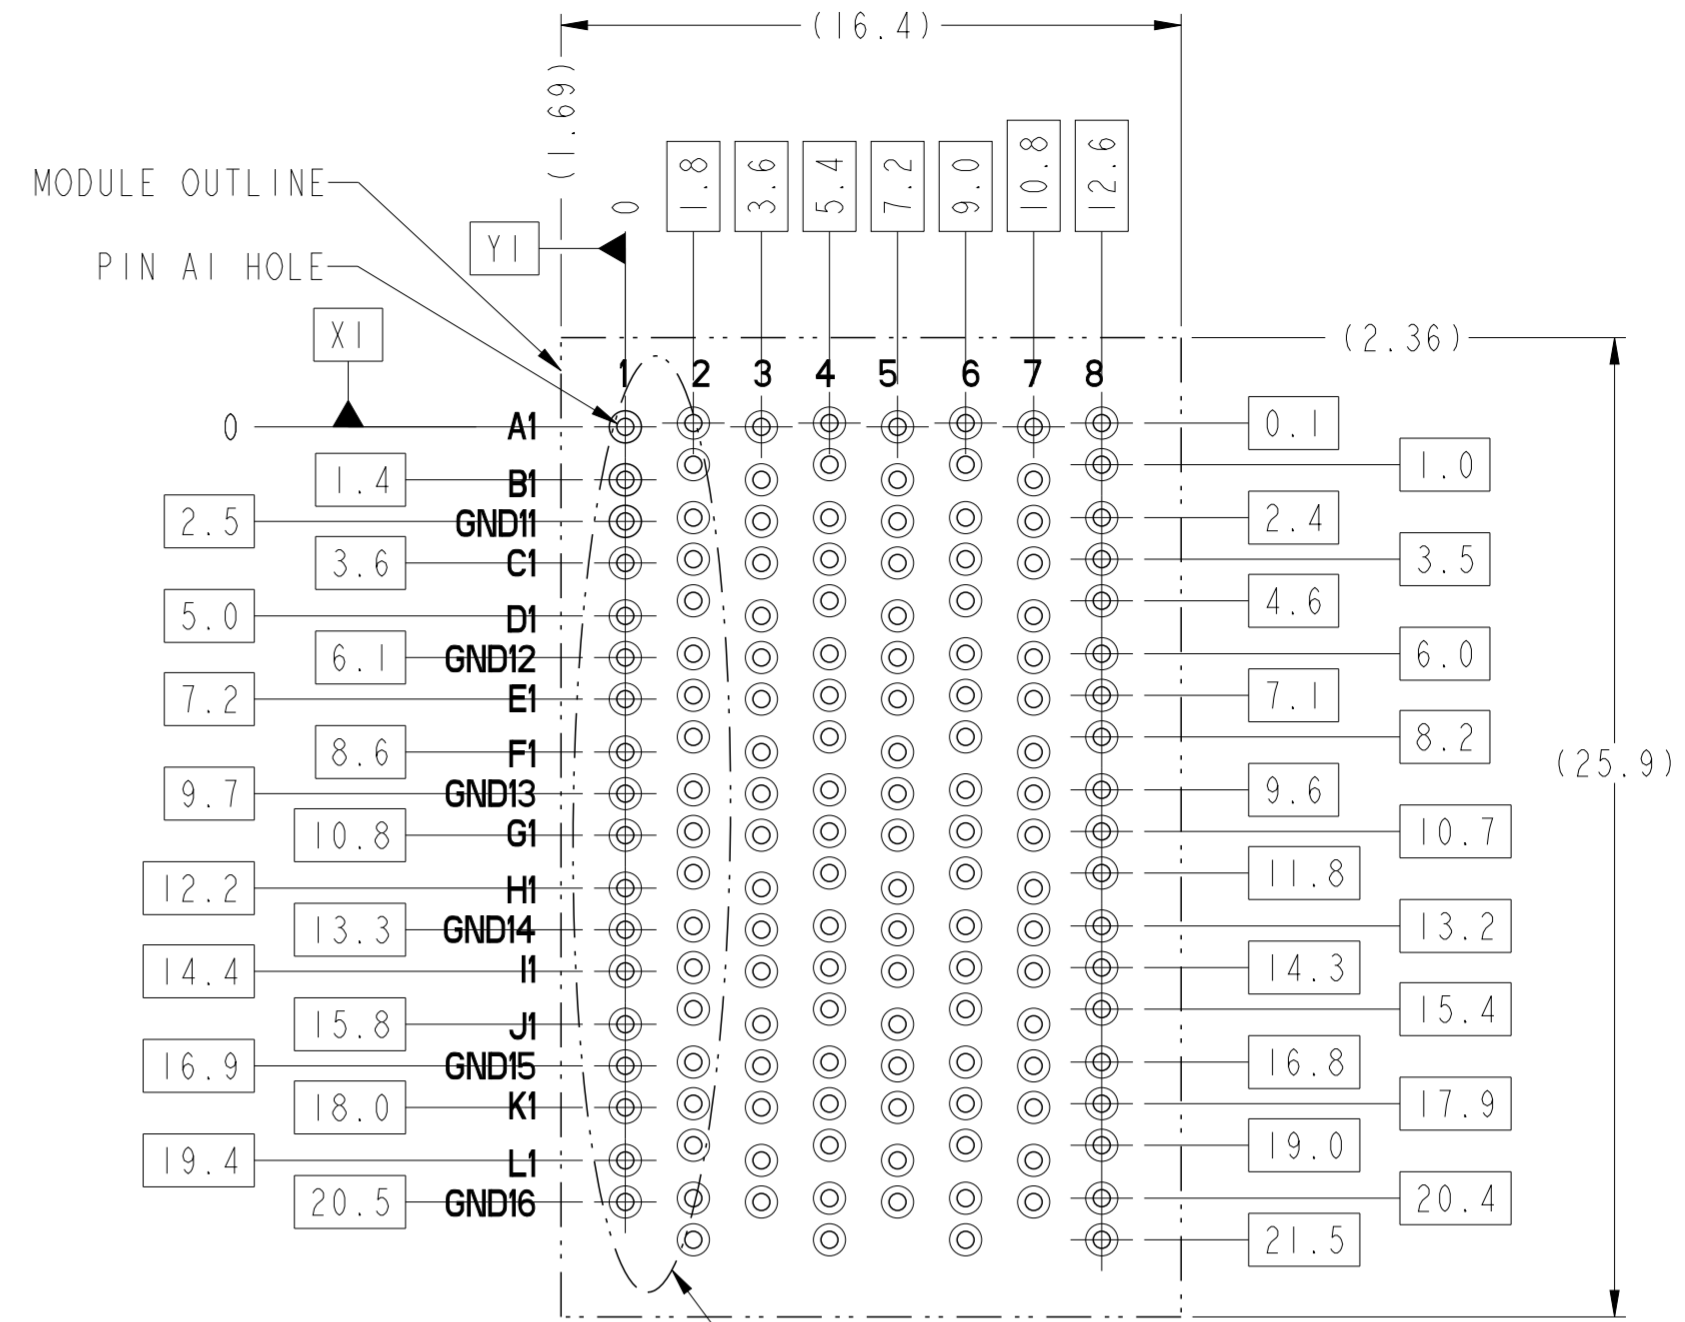 (16.4)
(1.69)
0
1.8
3.6
5.4
7.2
9.0
10.8
12.6
MODULE OUTLINE
PIN A1 HOLE
Y1
X1
(2.36)
1 2 3 4 5 6 7 8
0 A1 0.1
1.0
1.4 B1
2.5 GND11 2.4
3.6 C1 3.5
4.6
5.0 D1
6.1 GND12 6.0
7.2 E1 7.1
8.2
8.6 F1
(25.9)
9.7 GND13 9.6
10.8 G1 10.7
11.8
12.2 H1
13.3 GND14 13.2
14.4 I1 14.3
15.4
15.8 J1
16.9 GND15 16.8
18.0 K1 17.9
19.0
19.4 L1
20.5 GND16 20.4
21.5